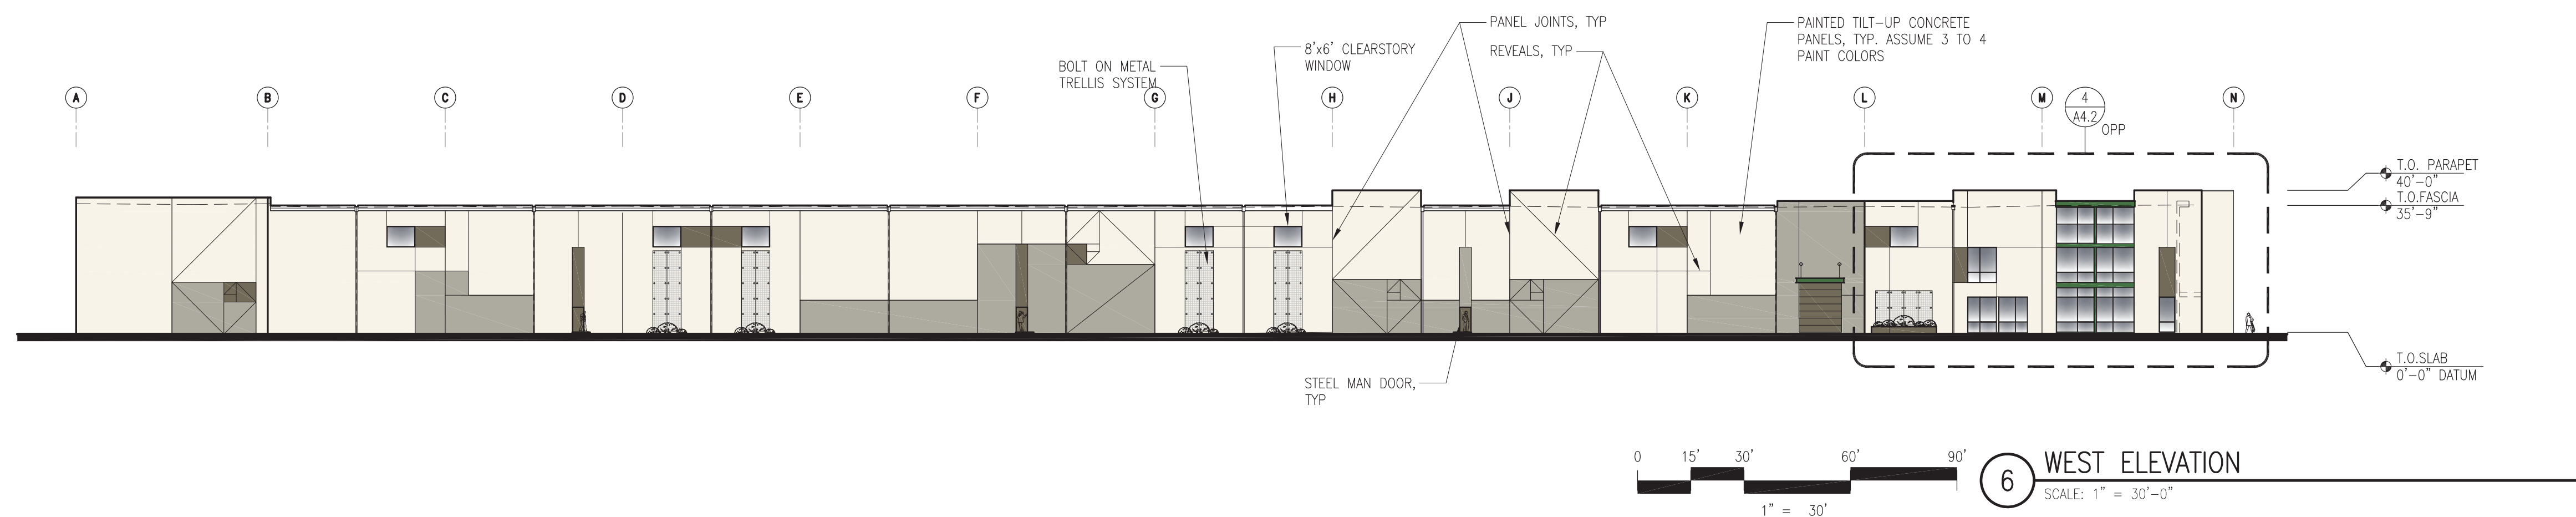 PANEL JOINTS, TYP
REVEALS, TYP
PAINTED TILT-UP CONCRETE
PANELS, TYP. ASSUME 3 TO 4
PAINT COLORS
8'x6' CLEARSTORY
WINDOW
BOLT ON METAL
TRELLIS SYSTEM
A B C D E F G H J K L M N
4
A4.2
OPP
T.O. PARAPET
40'-0"
T.O.FASCIA
35'-9"
T.O.SLAB
0'-0" DATUM
STEEL MAN DOOR,
TYP
0 15' 30' 60' 90'
1" = 30'
6
WEST ELEVATION
SCALE: 1" = 30'-0"